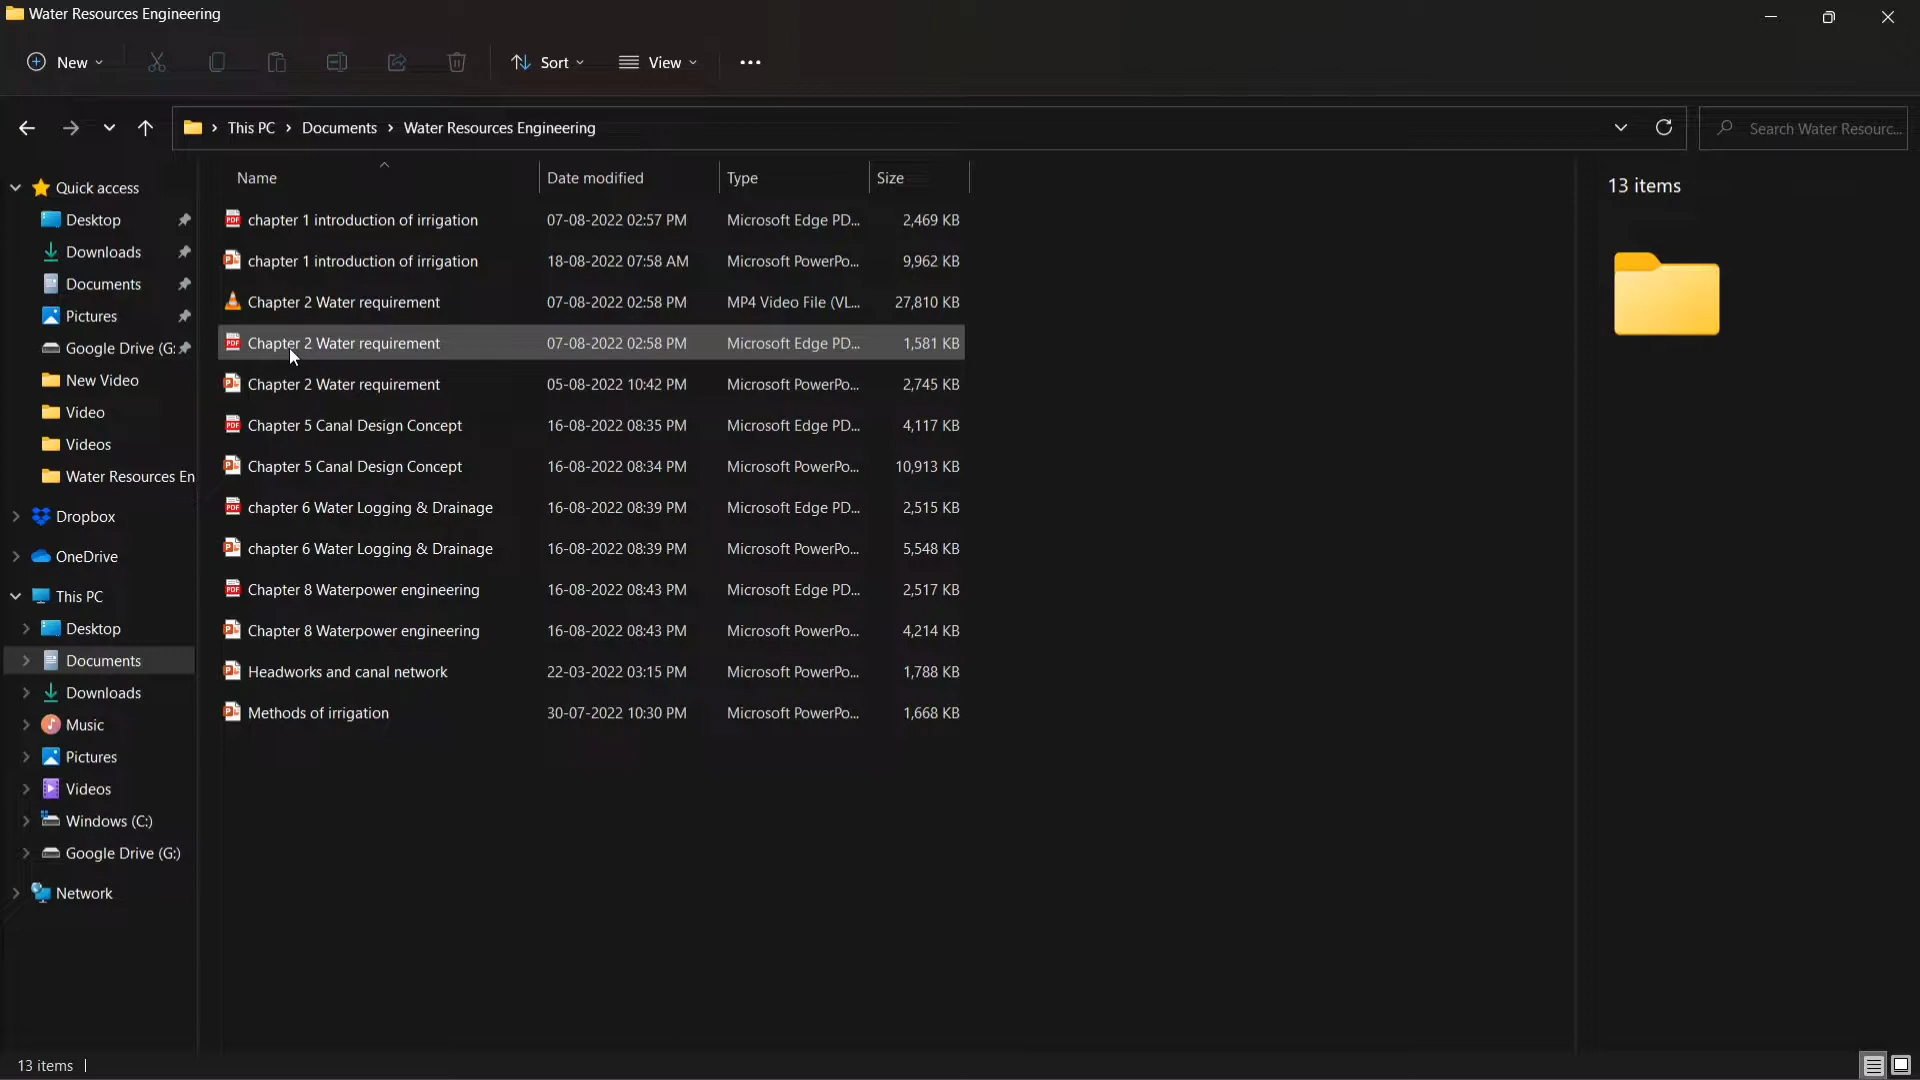 Water Resources Engineering
New Sort View
This PC > Documents > Water Resources Engineering Search Water Resourc...
Quick access
Desktop
Downloads
Documents
Pictures
Google Drive (G:
New Video
Video
Videos
Water Resources En
Dropbox
OneDrive
This PC
Desktop
Documents
Downloads
Music
Pictures
Videos
Windows (C:)
Google Drive (G:)
Network
Name Date modified Type Size
chapter 1 introduction of irrigation 07-08-2022 02:57 PM Microsoft Edge PD... 2,469 KB
chapter 1 introduction of irrigation 18-08-2022 07:58 AM Microsoft PowerPo... 9,962 KB
Chapter 2 Water requirement 07-08-2022 02:58 PM MP4 Video File (VL... 27,810 KB
Chapter 2 Water requirement 07-08-2022 02:58 PM Microsoft Edge PD... 1,581 KB
Chapter 2 Water requirement 05-08-2022 10:42 PM Microsoft PowerPo... 2,745 KB
Chapter 5 Canal Design Concept 16-08-2022 08:35 PM Microsoft Edge PD... 4,117 KB
Chapter 5 Canal Design Concept 16-08-2022 08:34 PM Microsoft PowerPo... 10,913 KB
chapter 6 Water Logging & Drainage 16-08-2022 08:39 PM Microsoft Edge PD... 2,515 KB
chapter 6 Water Logging & Drainage 16-08-2022 08:39 PM Microsoft PowerPo... 5,548 KB
Chapter 8 Waterpower engineering 16-08-2022 08:43 PM Microsoft Edge PD... 2,517 KB
Chapter 8 Waterpower engineering 16-08-2022 08:43 PM Microsoft PowerPo... 4,214 KB
Headworks and canal network 22-03-2022 03:15 PM Microsoft PowerPo... 1,788 KB
Methods of irrigation 30-07-2022 10:30 PM Microsoft PowerPo... 1,668 KB
13 items
13 items